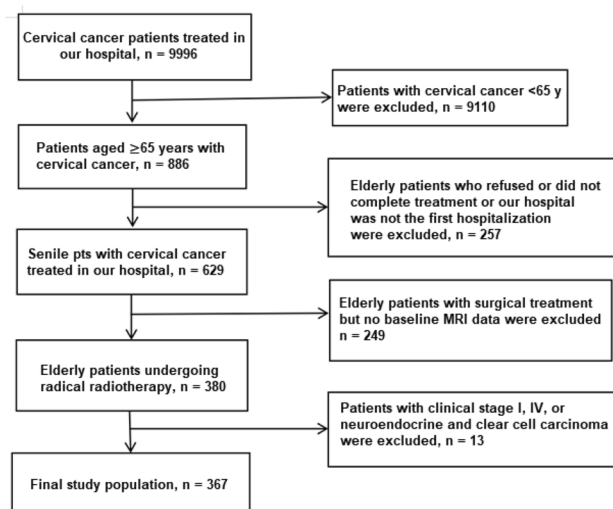 Cervical cancer patients treated in
our hospital, n = 9996
Patients with cervical cancer <65 y
were excluded, n = 9110
Patients aged ≥65 years with
cervical cancer, n = 886
Elderly patients who refused or did not
complete treatment or our hospital
was not the first hospitalization
were excluded, n = 257
Senile pts with cervical cancer
treated in our hospital, n = 629
Elderly patients with surgical treatment
but no baseline MRI data were excluded
n = 249
Elderly patients undergoing
radical radiotherapy, n = 380
Patients with clinical stage I, IV, or
neuroendocrine and clear cell carcinoma
were excluded, n = 13
Final study population, n = 367